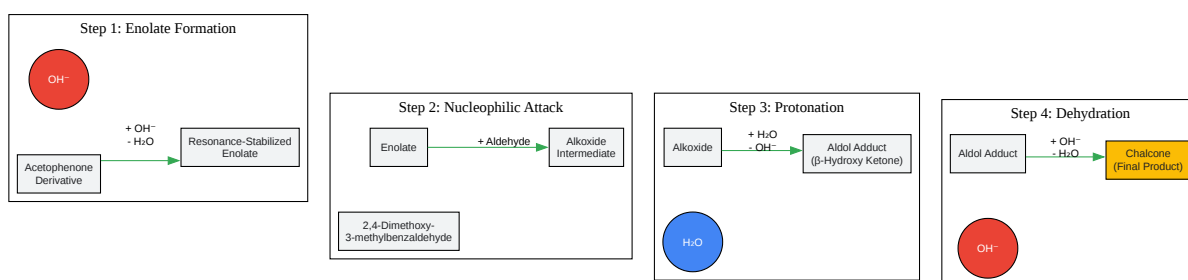 Step 1: Enolate Formation
OH⁻
+ OH⁻
- H₂O
Acetophenone
Derivative
Resonance-Stabilized
Enolate
Step 2: Nucleophilic Attack
Enolate
+ Aldehyde
Alkoxide
Intermediate
2,4-Dimethoxy-
3-methylbenzaldehyde
Step 3: Protonation
Alkoxide
+ H₂O
- OH⁻
Aldol Adduct
(β-Hydroxy Ketone)
H₂O
Step 4: Dehydration
Aldol Adduct
+ OH⁻
- H₂O
Chalcone
(Final Product)
OH⁻